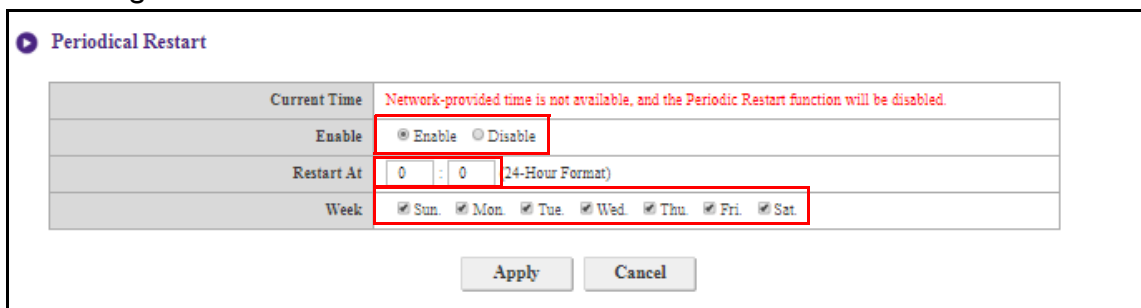 Periodical Restart
Current Time Network-provided time is not available, and the Periodic Restart function will be disabled.
Enable Enable Disable
Restart At 0 : 0 (24-Hour Format)
Week Sun. Mon. Tue. Wed. Thu. Fri. Sat.
Apply Cancel